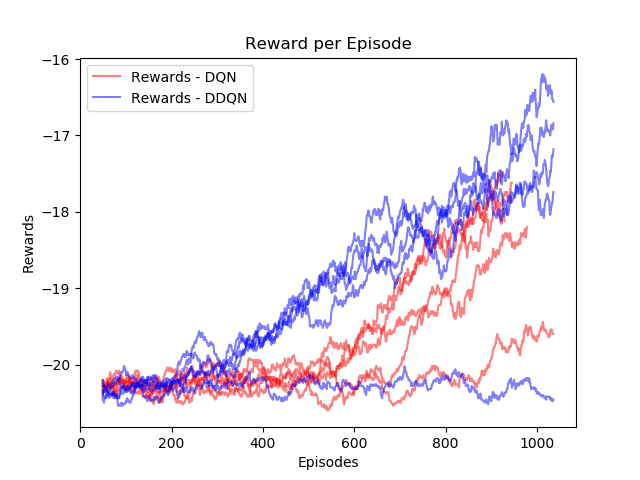 Reward per Episode
−16
−17
−18
−19
−20
Rewards
Rewards - DQN
Rewards - DDQN
0 200 400 600 800 1000
Episodes